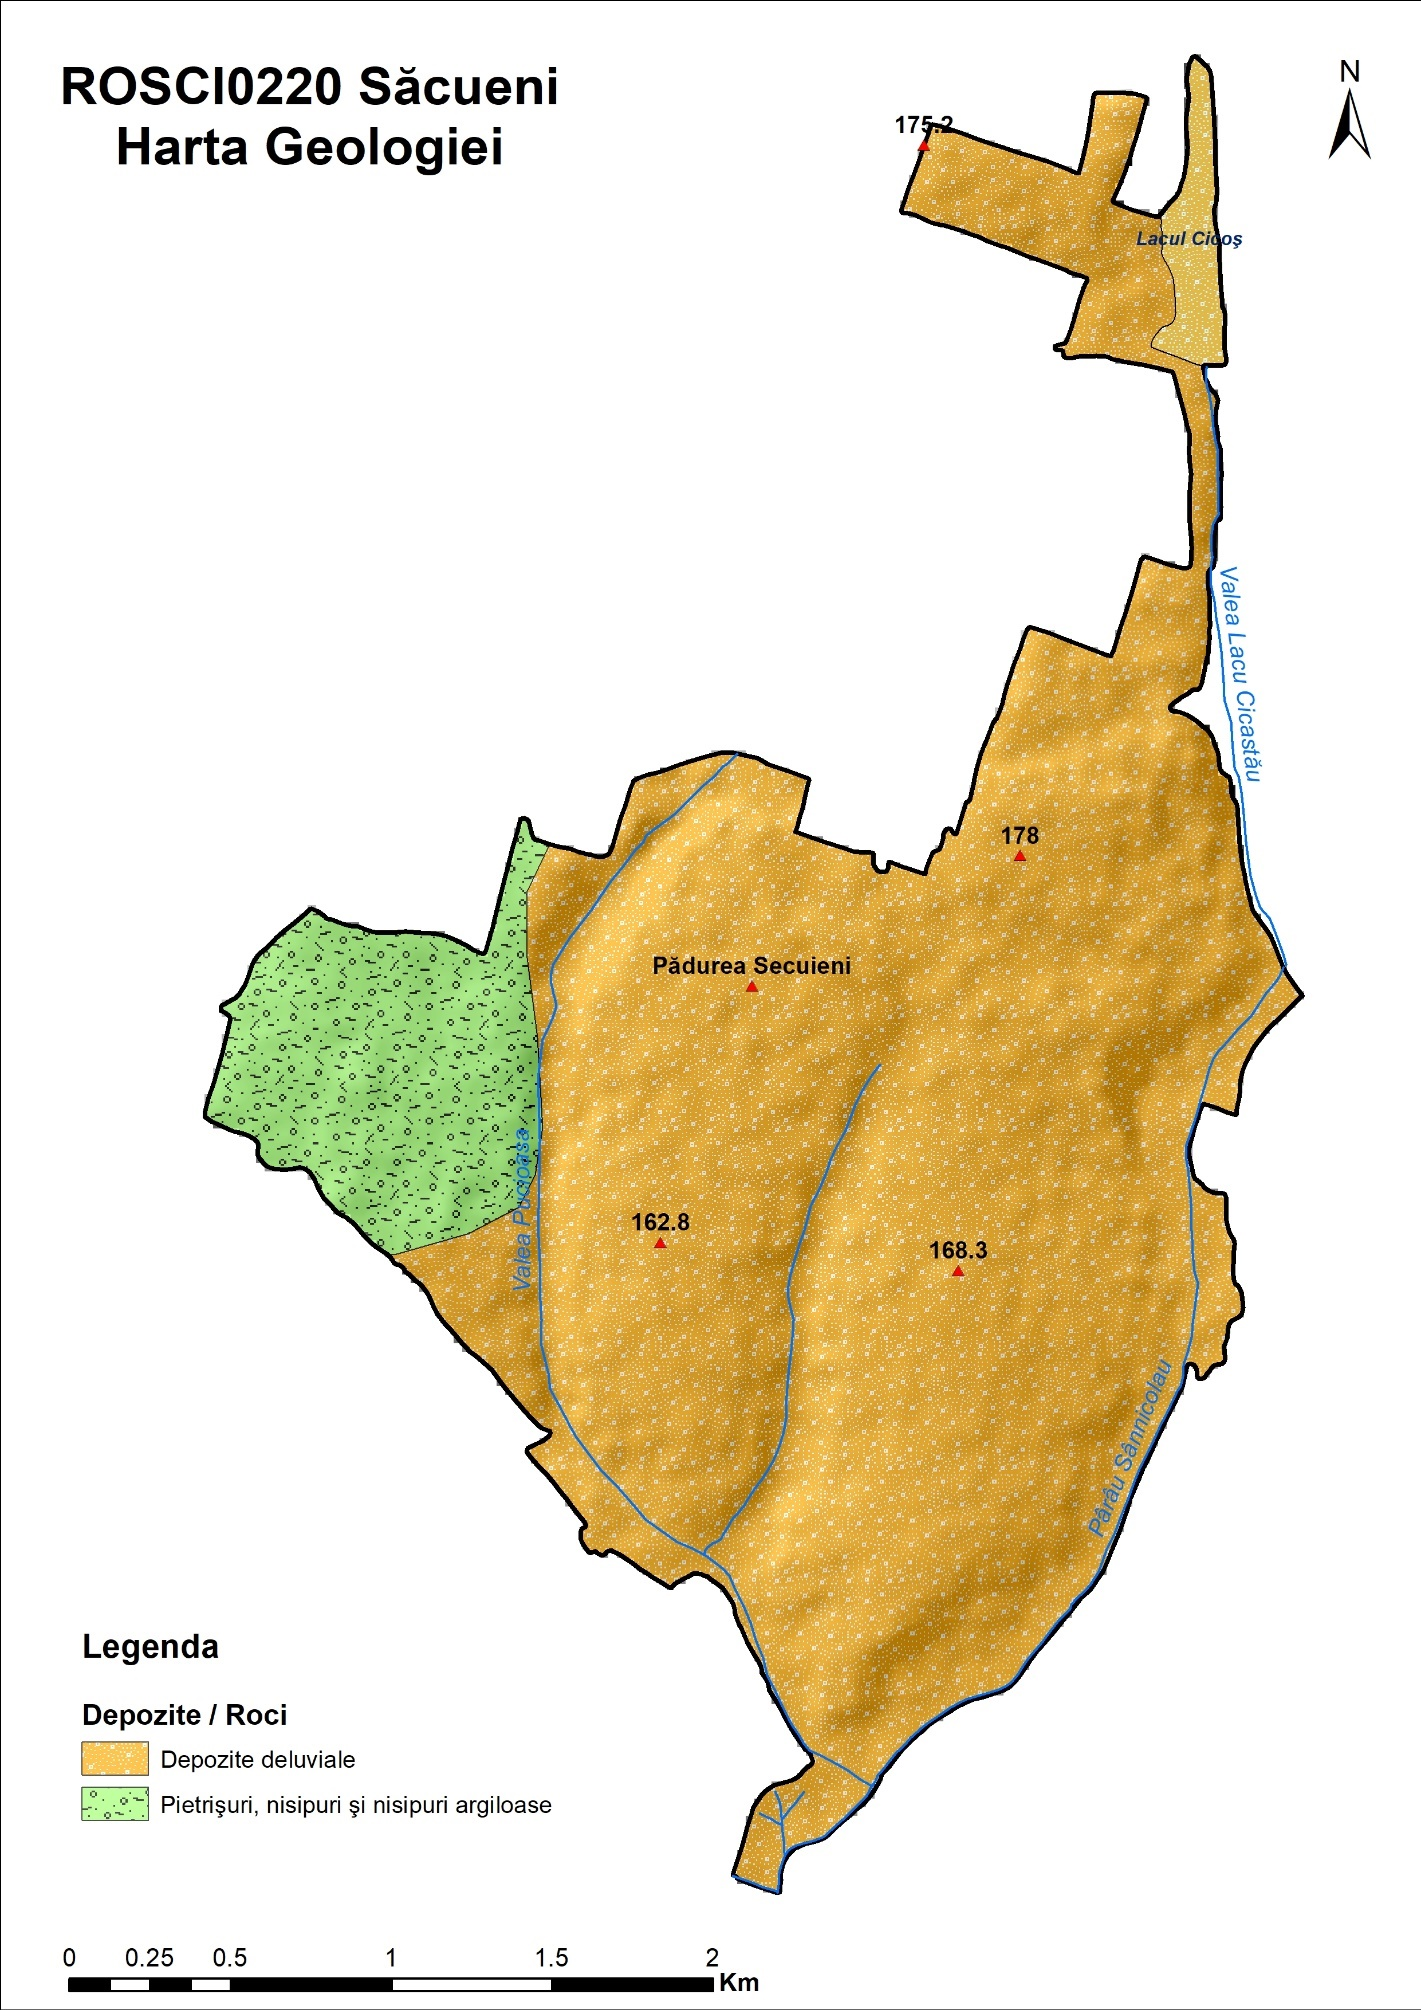 ROSCI0220 Săcueni
Harta Geologiei
N
175.2
Lacul Cicoş
Valea Lacu Cicastău
178
Pădurea Secuieni
Valea Pucioasa
162.8
168.3
Pârâu Sânnicolau
Legenda
Depozite / Roci
Depozite deluviale
Pietrişuri, nisipuri şi nisipuri argiloase
0 0.25 0.5 1 1.5 2
Km